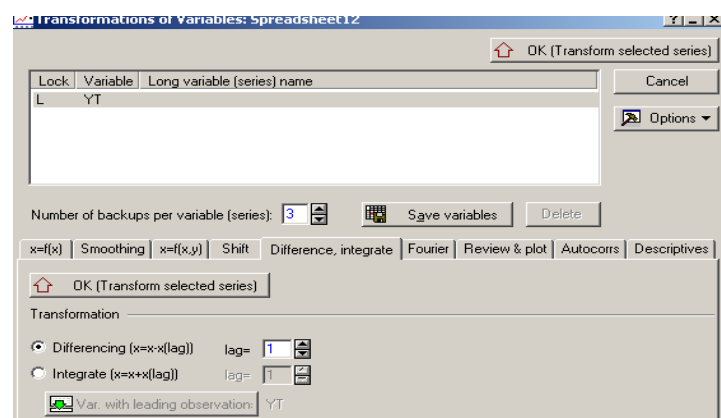 Transformations of Variables: Spreadsheet12
OK (Transform selected series)
Lock Variable Long variable (series) name
L YT
Cancel
Options
Number of backups per variable (series): 3 Save variables Delete
x=f(x) Smoothing x=f(x,y) Shift Difference, integrate Fourier Review & plot Autocorrs Descriptives
OK (Transform selected series)
Transformation
Differencing (x=x-x(lag)) lag= 1
Integrate (x=x+x(lag)) lag= 1
Var. with leading observation: YT